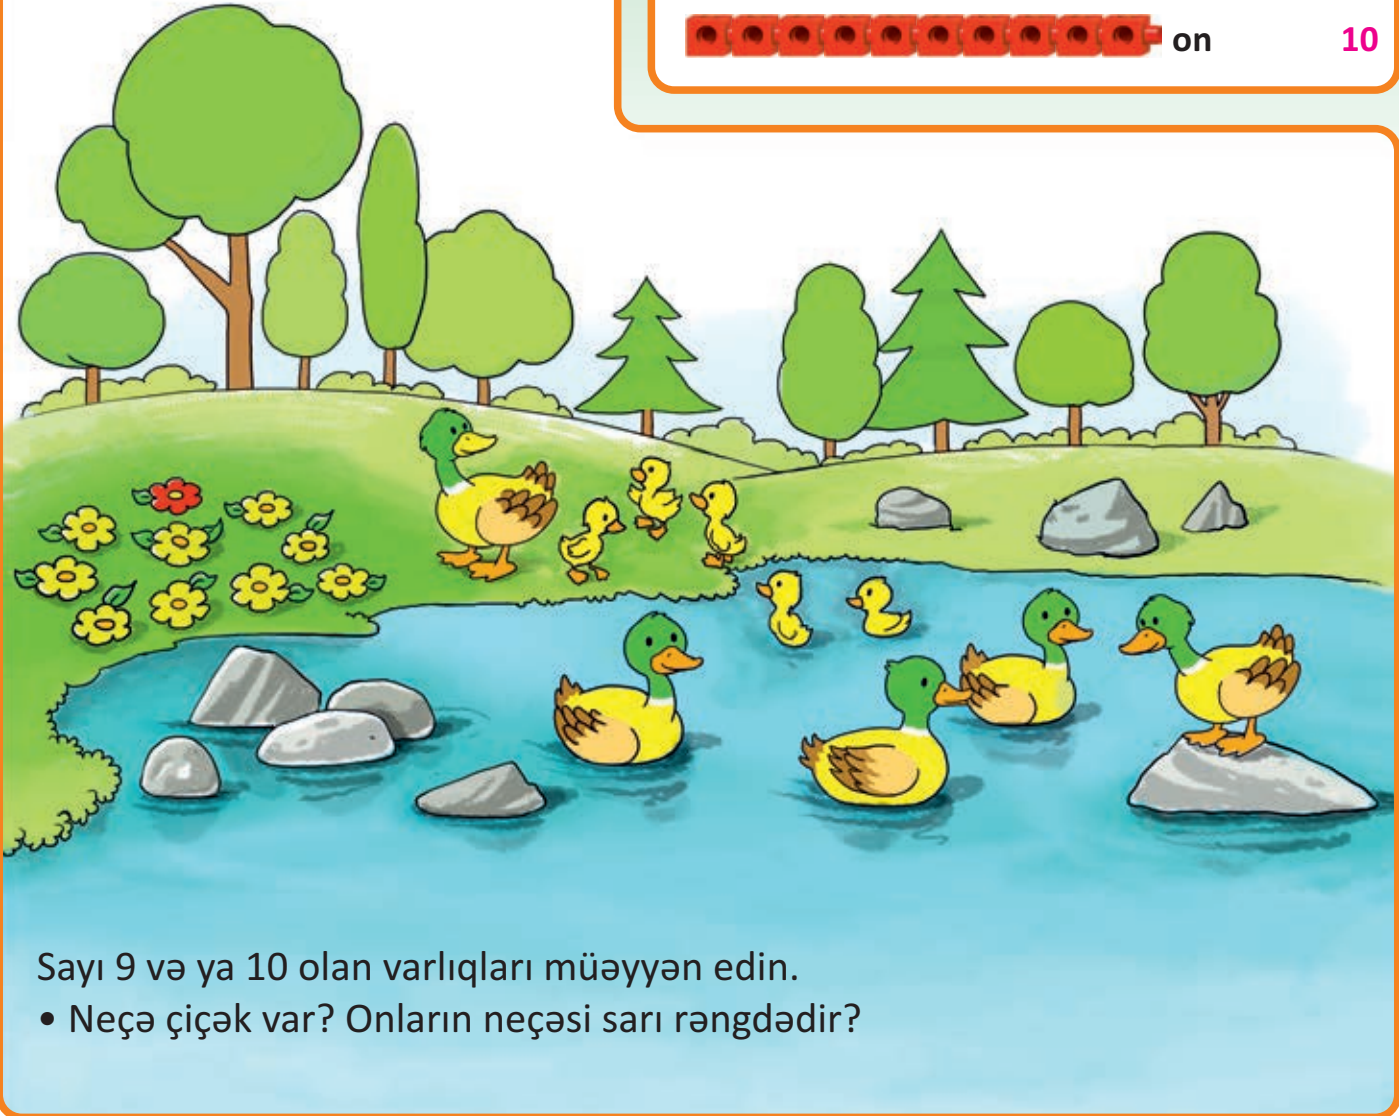 on 10
Sayı 9 və ya 10 olan varlıqları müəyyən edin.
• Neçə çiçək var? Onların neçəsi sarı rəngdədir?